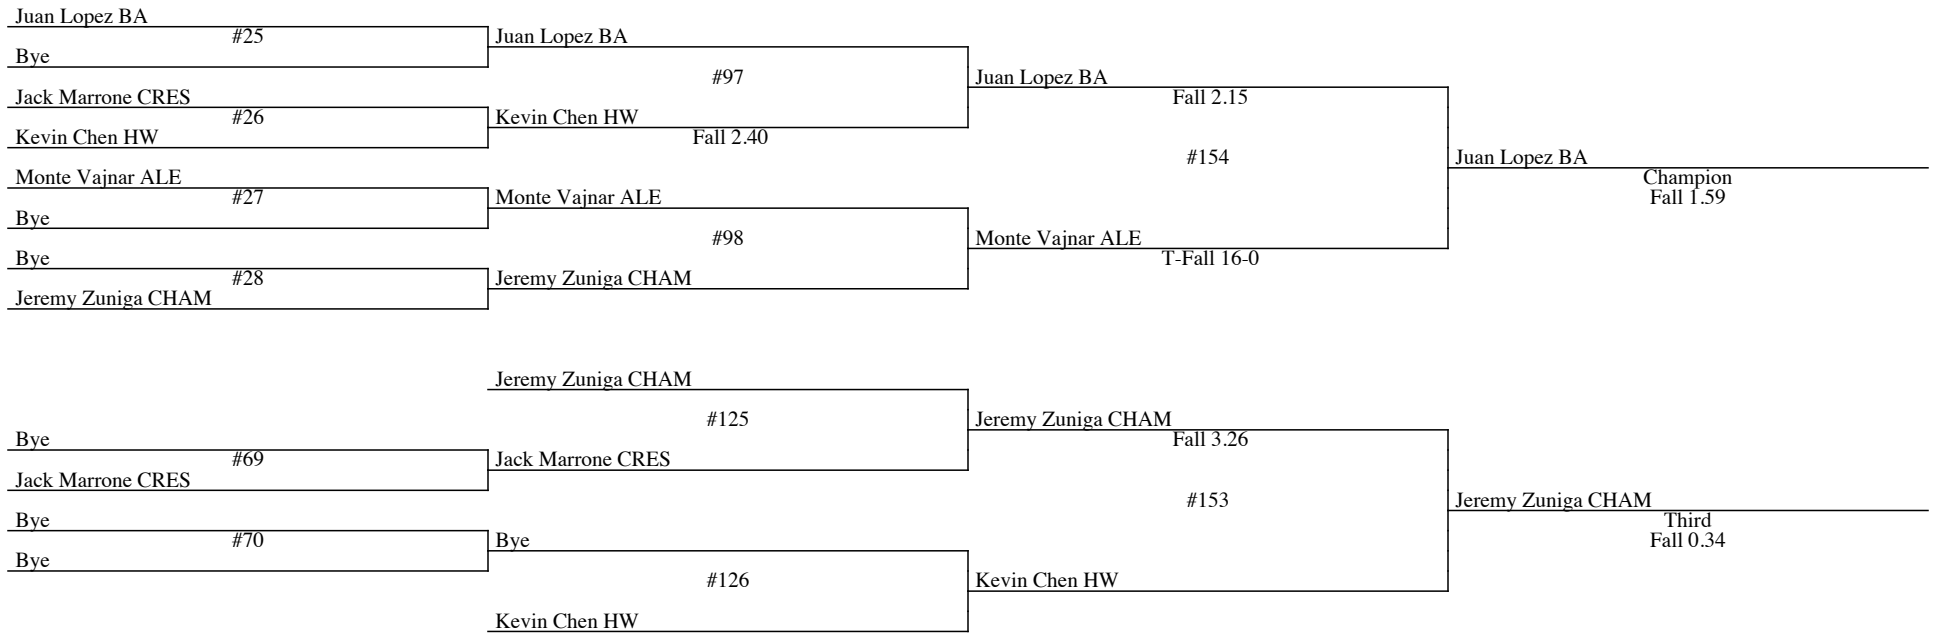 Juan Lopez BA
#25
Juan Lopez BA
Bye
#97
Juan Lopez BA
Jack Marrone CRES
Fall 2.15
#26
Kevin Chen HW
Kevin Chen HW
Fall 2.40
#154
Juan Lopez BA
Monte Vajnar ALE
Champion
#27
Monte Vajnar ALE
Fall 1.59
Bye
#98
Monte Vajnar ALE
Bye
T-Fall 16-0
#28
Jeremy Zuniga CHAM
Jeremy Zuniga CHAM
Jeremy Zuniga CHAM
#125
Jeremy Zuniga CHAM
Bye
Fall 3.26
#69
Jack Marrone CRES
Jack Marrone CRES
#153
Jeremy Zuniga CHAM
Bye
Third
#70
Bye
Fall 0.34
Bye
#126
Kevin Chen HW
Kevin Chen HW